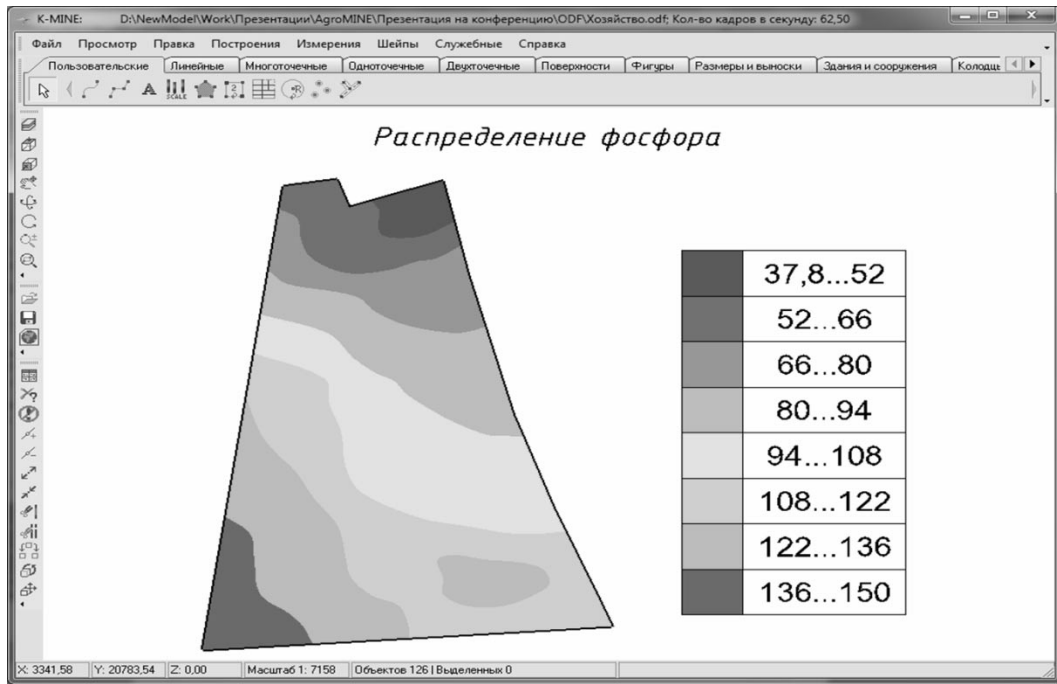 K-MINE: D:\NewModel\Work\Презентации\AgroMINE\Презентация на конференцию\ODF\Хозяйство.odf; Кол-во кадров в секунду: 62,50
Файл Просмотр Правка Построения Измерения Шейпы Служебные Справка
Пользовательские Линейные Многоточечные Одноточечные Двухточечные Поверхности Фигуры Размеры и выноски Здания и сооружения Колодцы
SCALE
Распределение фосфора
37,8...52
52...66
66...80
80...94
94...108
108...122
122...136
136...150
X: 3341,58 Y: 20783,54 Z: 0,00 Масштаб 1: 7158 Объектов 126 | Выделенных 0